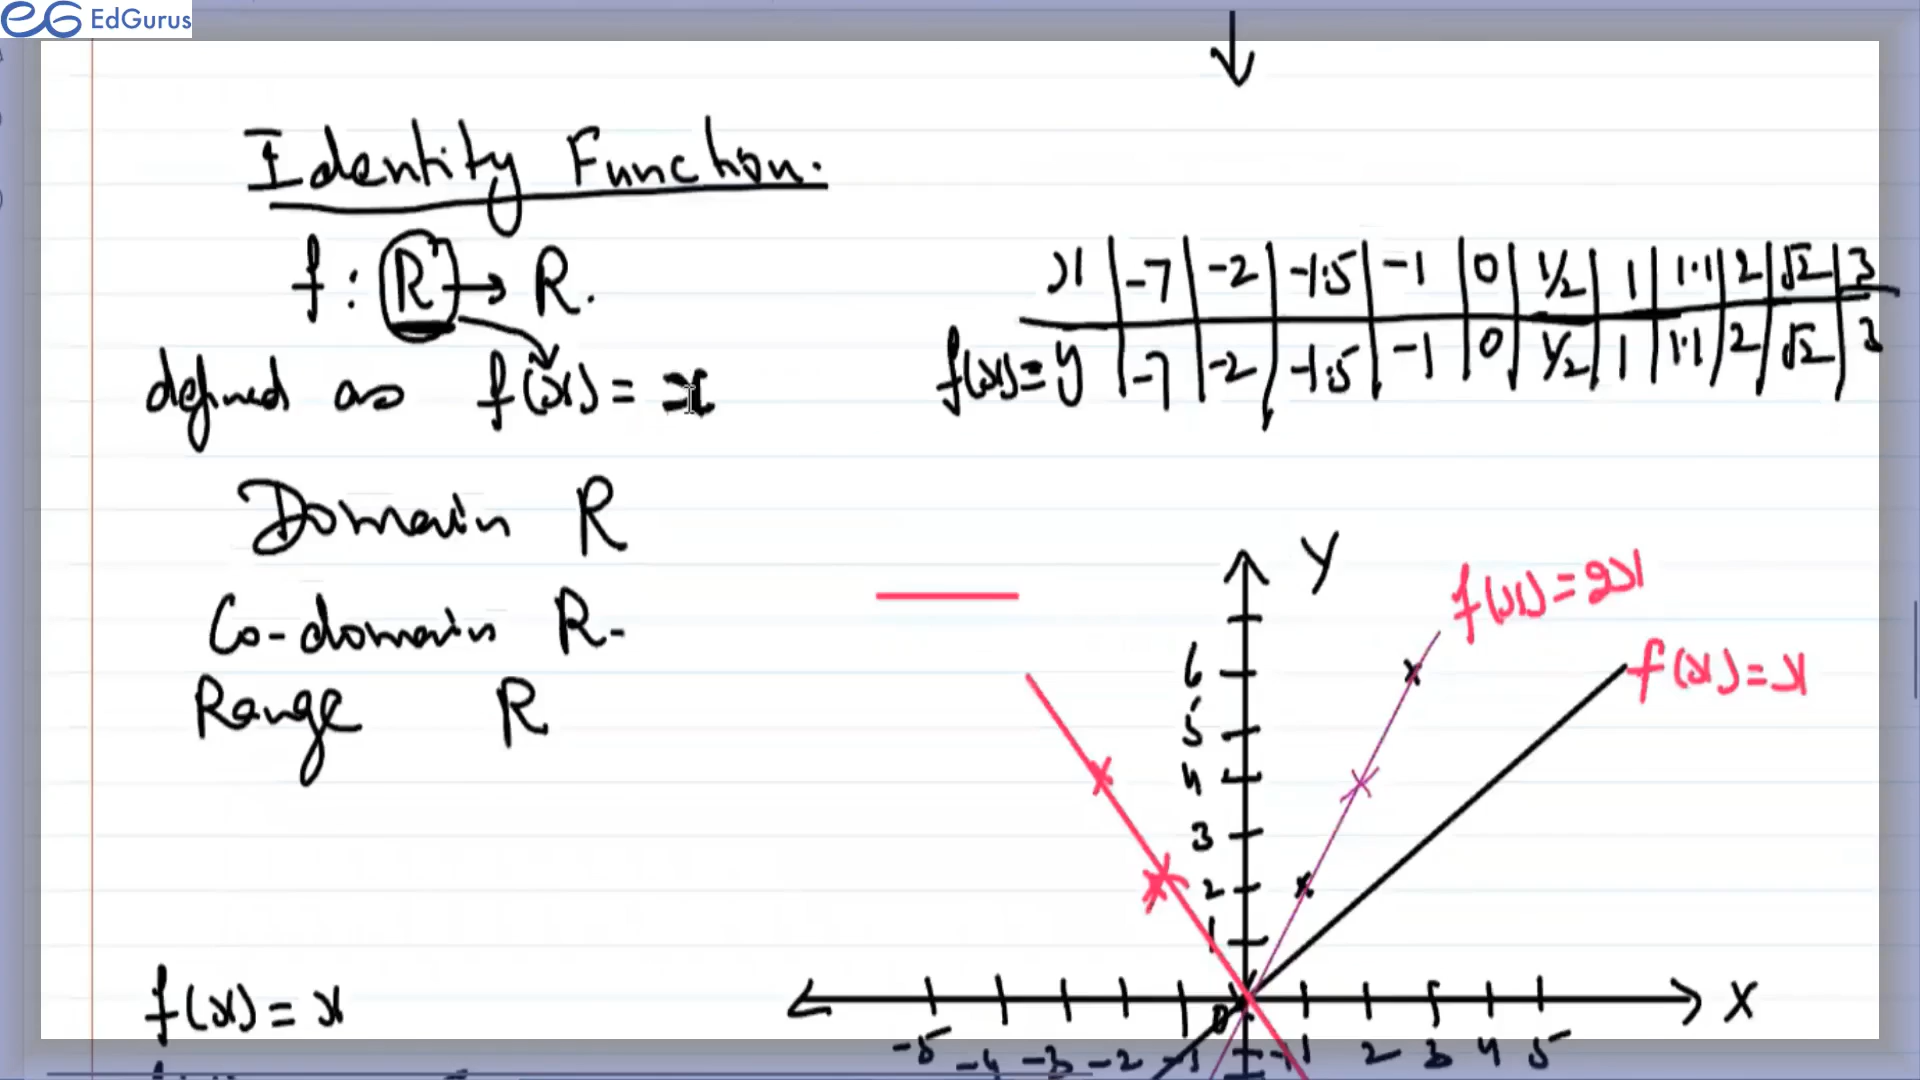 EdGurus
Identity Function.
f : R → R.
defined as f(x) = x
Domain R
Co-domain R-
Range R
f(x) = x
x | -7 | -2 | -1.5 | -1 | 0 | 1/2 | 1 | 1.1 | 2 | √2 | 3
f(x) = y | -7 | -2 | -1.5 | -1 | 0 | 1/2 | 1 | 1.1 | 2 | √2 | 3
Y
f(x) = 2x
f(x) = x
6
5
4
3
2
1
0
X
-5 -4 -3 -2 -1 1 2 3 4 5
-1